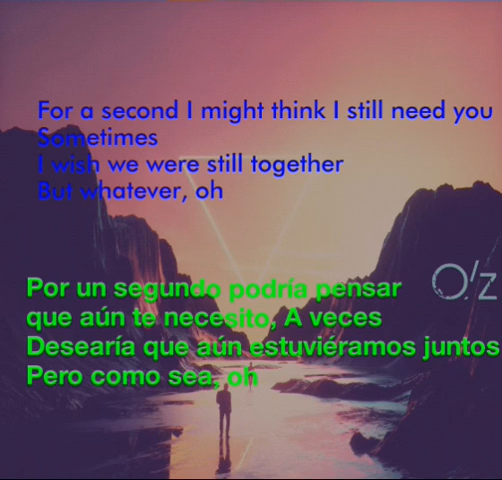 For a second I might think I still need you
Sometimes
I wish we were still together
But whatever, oh
Por un segundo podría pensar
que aún te necesito, A veces
Desearía que aún estuviéramos juntos
Pero como sea, oh
O/z